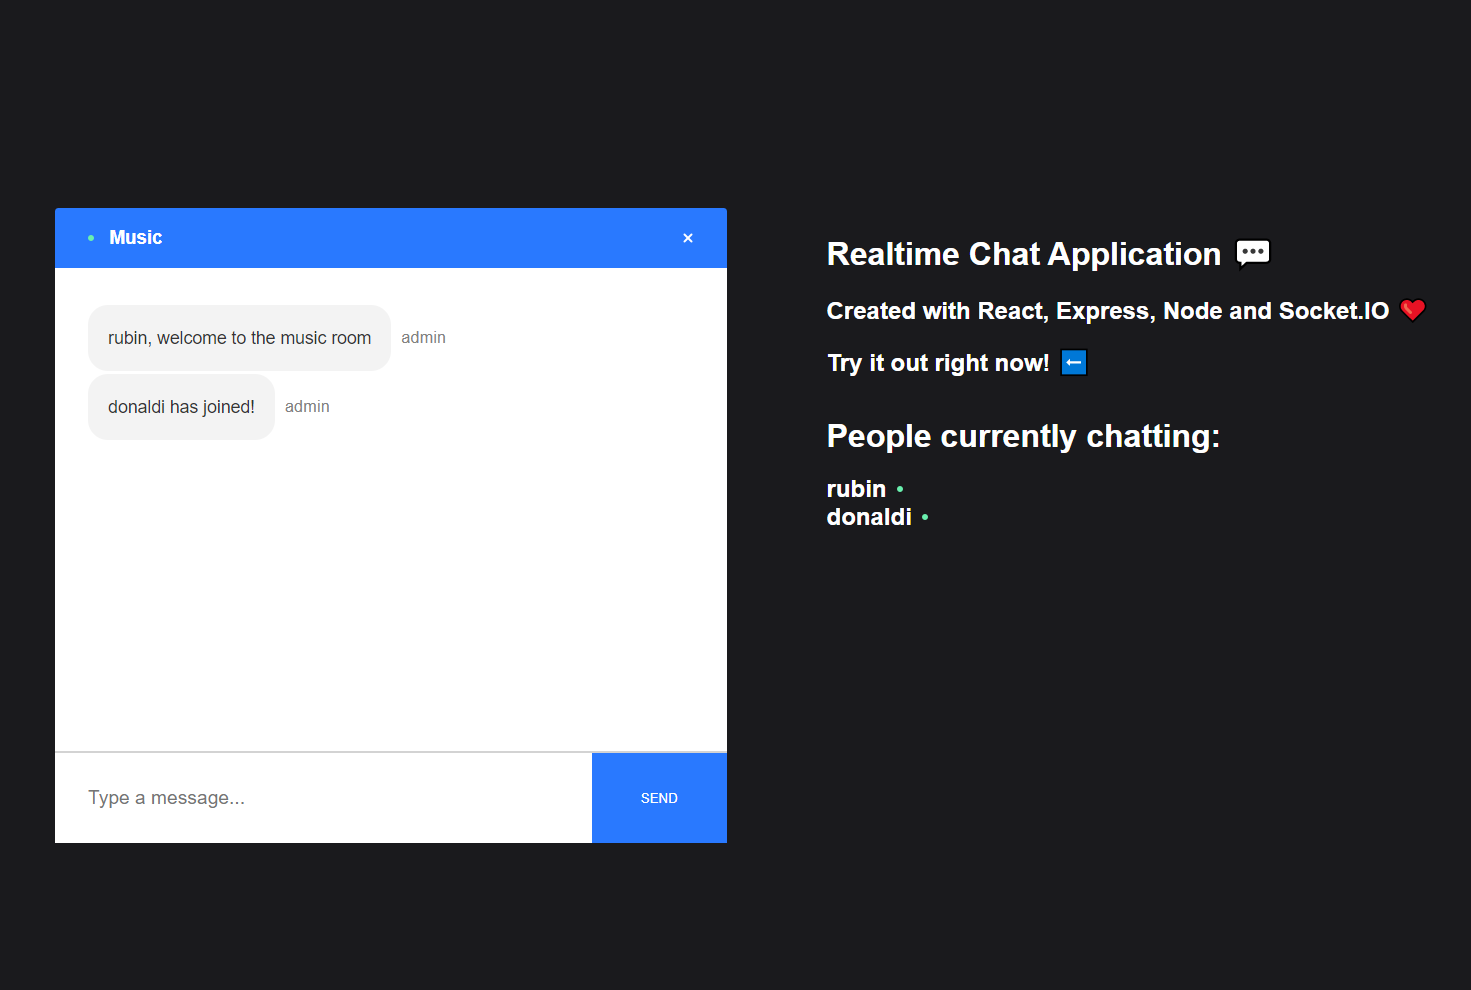 Music
×
rubin, welcome to the music room admin
donaldi has joined! admin
Type a message...
SEND
Realtime Chat Application 💬
Created with React, Express, Node and Socket.IO ❤️
Try it out right now! ⬅️
People currently chatting:
rubin
donaldi